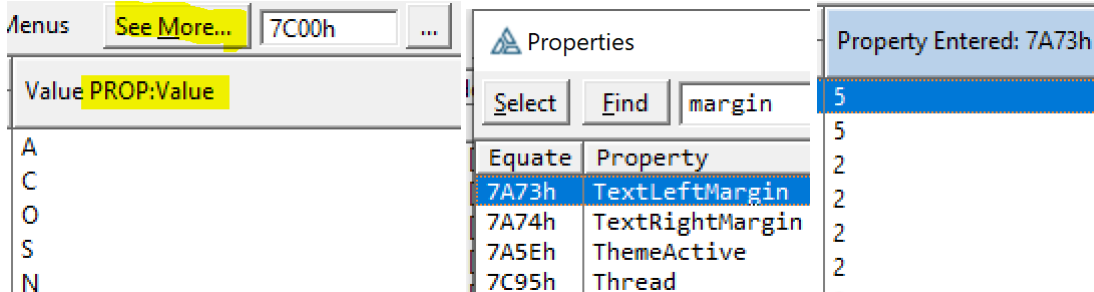 Menus See More... 7C00h ...
Value PROP:Value
A
C
O
S
N
Properties
Select Find margin
Equate Property
7A73h TextLeftMargin
7A74h TextRightMargin
7A5Eh ThemeActive
7C95h Thread
Property Entered: 7A73h
5
5
2
2
2
2